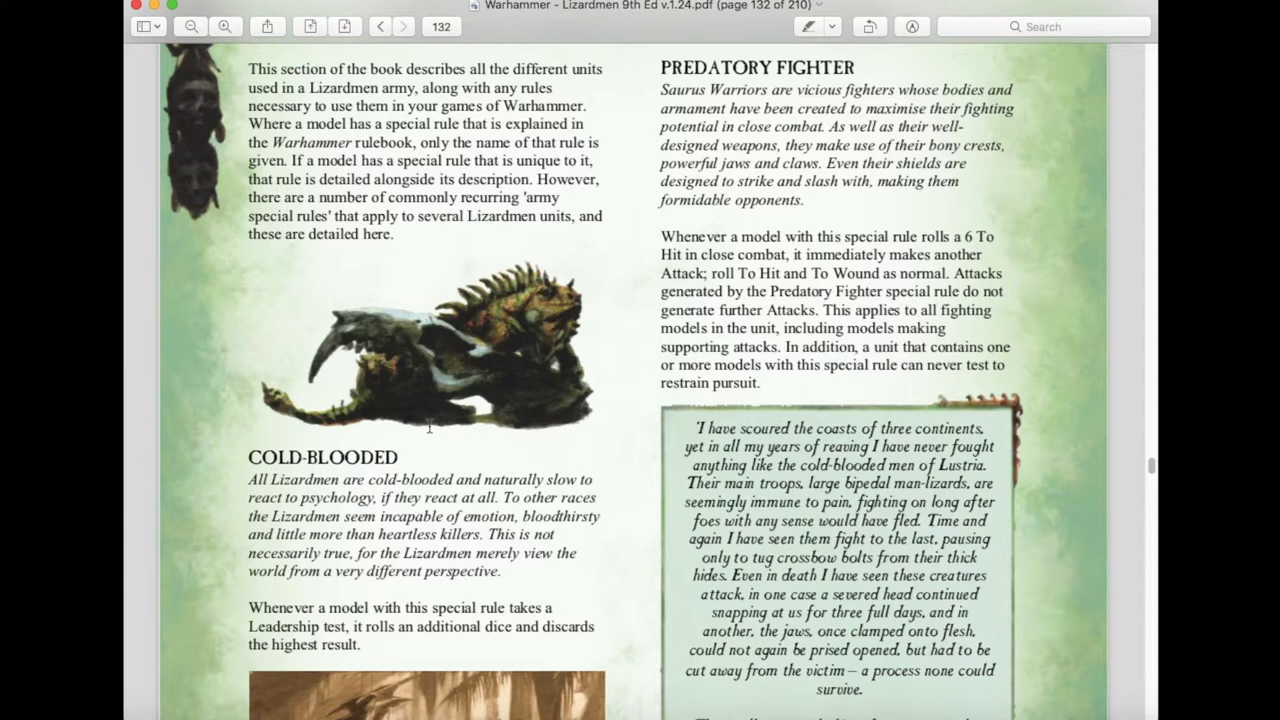 Warhammer - Lizardmen 9th Ed v.1.24.pdf (page 132 of 210)
132
Search
This section of the book describes all the different units
used in a Lizardmen army, along with any rules
necessary to use them in your games of Warhammer.
Where a model has a special rule that is explained in
the Warhammer rulebook, only the name of that rule is
given. If a model has a special rule that is unique to it,
that rule is detailed alongside its description. However,
there are a number of commonly recurring 'army
special rules' that apply to several Lizardmen units, and
these are detailed here.
COLD-BLOODED
All Lizardmen are cold-blooded and naturally slow to
react to psychology, if they react at all. To other races
the Lizardmen seem incapable of emotion, bloodthirsty
and little more than heartless killers. This is not
necessarily true, for the Lizardmen merely view the
world from a very different perspective.
Whenever a model with this special rule takes a
Leadership test, it rolls an additional dice and discards
the highest result.
PREDATORY FIGHTER
Saurus Warriors are vicious fighters whose bodies and
armament have been created to maximise their fighting
potential in close combat. As well as their well-
designed weapons, they make use of their bony crests,
powerful jaws and claws. Even their shields are
designed to strike and slash with, making them
formidable opponents.
Whenever a model with this special rule rolls a 6 To
Hit in close combat, it immediately makes another
Attack; roll To Hit and To Wound as normal. Attacks
generated by the Predatory Fighter special rule do not
generate further Attacks. This applies to all fighting
models in the unit, including models making
supporting attacks. In addition, a unit that contains one
or more models with this special rule can never test to
restrain pursuit.
'I have scoured the coasts of three continents,
yet in all my years of reaving I have never fought
anything like the cold-blooded men of Lustria.
Their main troops, large bipedal man-lizards, are
seemingly immune to pain, fighting on long after
foes with any sense would have fled. Time and
again I have seen them fight to the last, pausing
only to tug crossbow bolts from their thick
hides. Even in death I have seen these creatures
attack, in one case a severed head continued
snapping at us for three full days, and in
another, the jaws, once clamped onto flesh,
could not again be prised opened, but had to be
cut away from the victim – a process none could
survive.